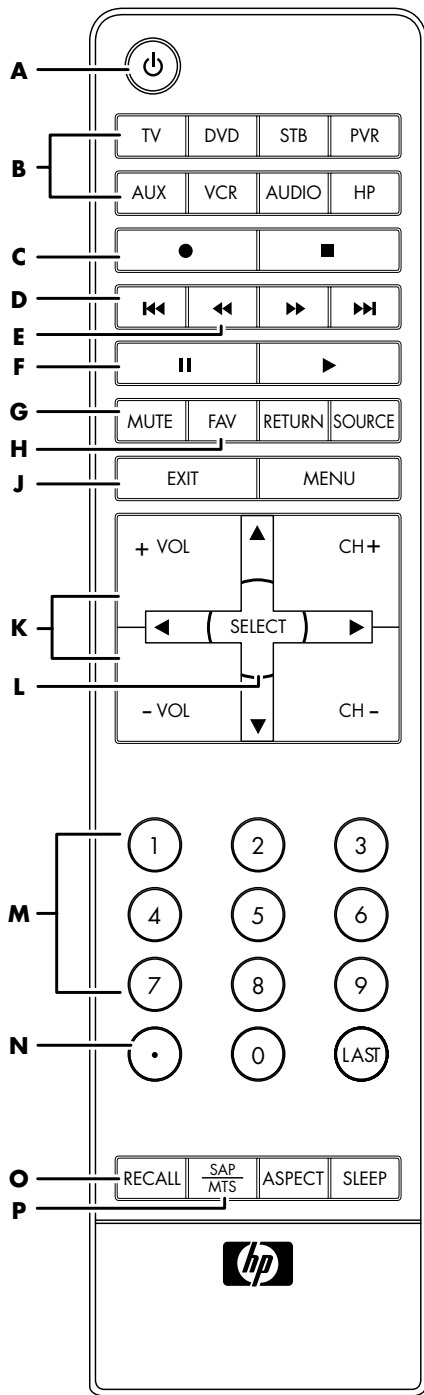 A
TV DVD STB PVR
B
AUX VCR AUDIO HP
C
D
E
F
G MUTE FAV RETURN SOURCE
H
J EXIT MENU
+ VOL CH +
K SELECT
L
- VOL CH -
1 2 3
M 4 5 6
7 8 9
N . 0 LAST
O RECALL SAP ASPECT SLEEP
MTS
P
hp